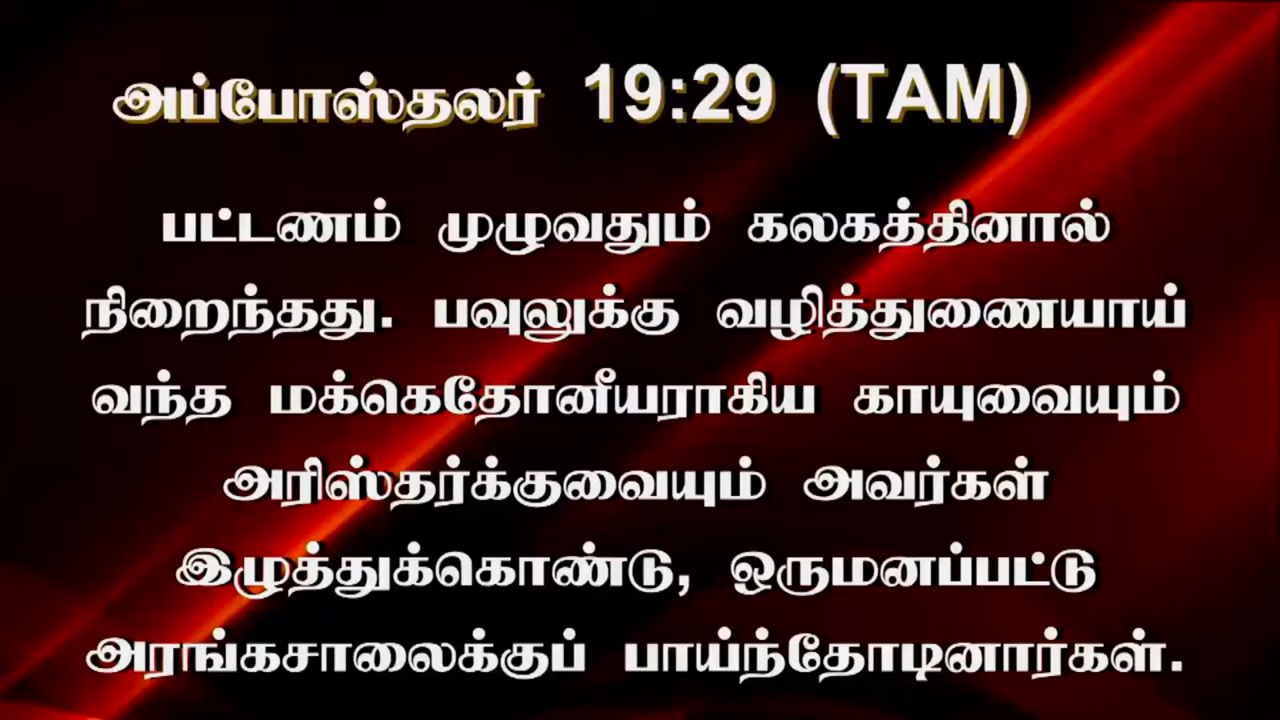 அப்போஸ்தலர் 19:29 (TAM)
பட்டணம் முழுவதும் கலகத்தினால்
நிறைந்தது. பவுலுக்கு வழித்துணையாய்
வந்த மக்கெதோனீயராகிய காயுவையும்
அரிஸ்தர்க்குவையும் அவர்கள்
இழுத்துக்கொண்டு, ஒருமனப்பட்டு
அரங்கசாலைக்குப் பாய்ந்தோடினார்கள்.